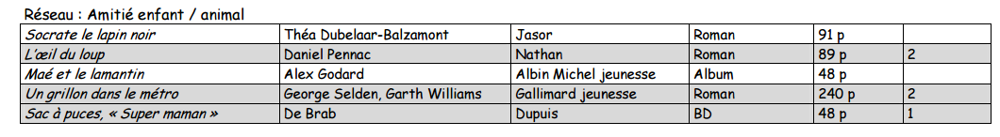 Réseau : Amitié enfant / animal
Socrate le lapin noir Théa Dubelaar-Balzamont Jasor Roman 91 p
L'œil du loup Daniel Pennac Nathan Roman 89 p 2
Maé et le lamantin Alex Godard Albin Michel jeunesse Album 48 p
Un grillon dans le métro George Selden, Garth Williams Gallimard jeunesse Roman 240 p 2
Sac à puces, « Super maman » De Brab Dupuis BD 48 p 1